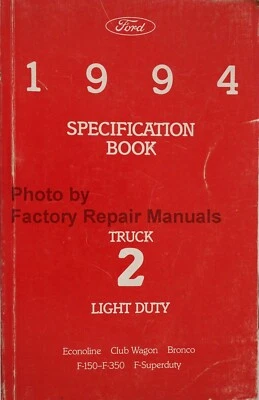 Ford
1 9 9 4
SPECIFICATION
BOOK
Photo by
Factory Repair Manuals
TRUCK
2
LIGHT DUTY
Econoline Club Wagon Bronco
F-150–F-350 F-Superduty